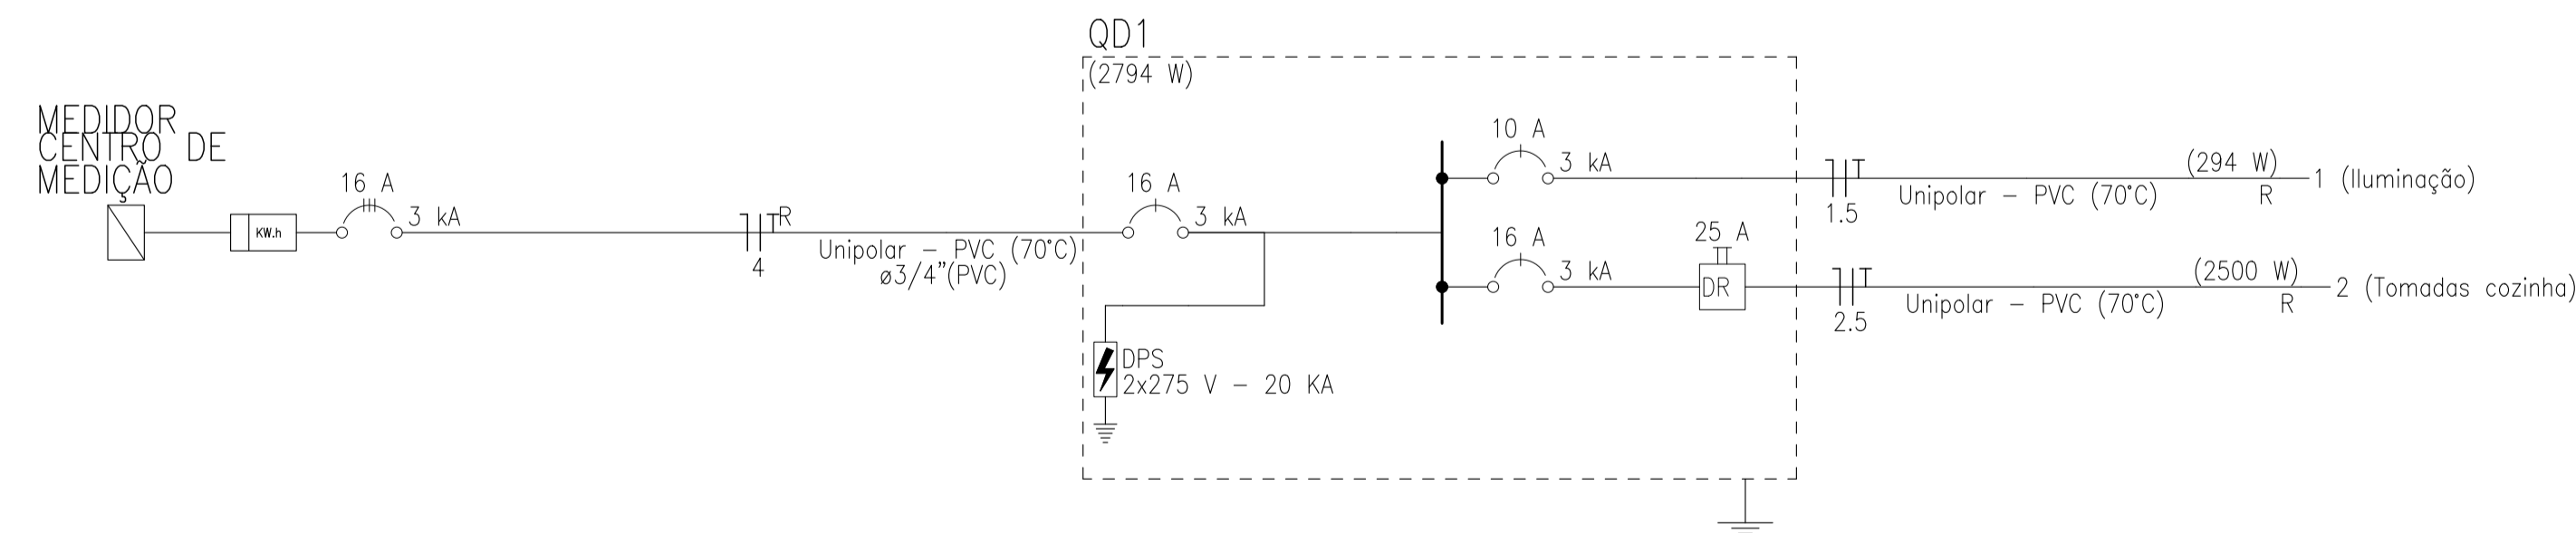 QD1
(2794 W)
MEDIDOR
CENTRO DE
MEDIÇÃO
KW.h
16 A
3 kA
R
T
4
Unipolar - PVC (70°C)
ø3/4"(PVC)
16 A
3 kA
DPS
2x275 V - 20 KA
10 A
3 kA
T
1.5
Unipolar - PVC (70°C)
(294 W)
R
1 (Iluminação)
16 A
3 kA
25 A
DR
T
2.5
Unipolar - PVC (70°C)
(2500 W)
R
2 (Tomadas cozinha)